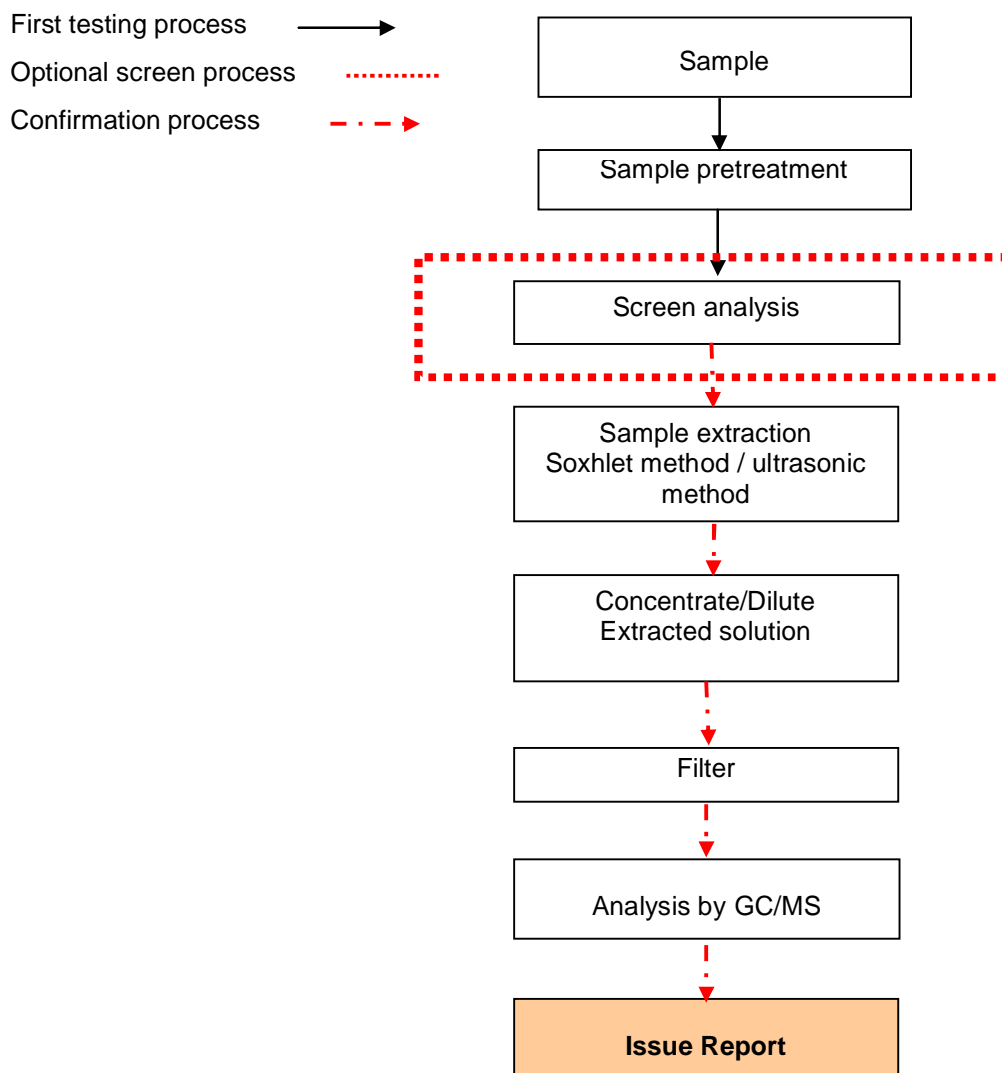 First testing process
Optional screen process
Confirmation process
Sample
Sample pretreatment
Screen analysis
Sample extraction
Soxhlet method / ultrasonic
method
Concentrate/Dilute
Extracted solution
Filter
Analysis by GC/MS
Issue Report